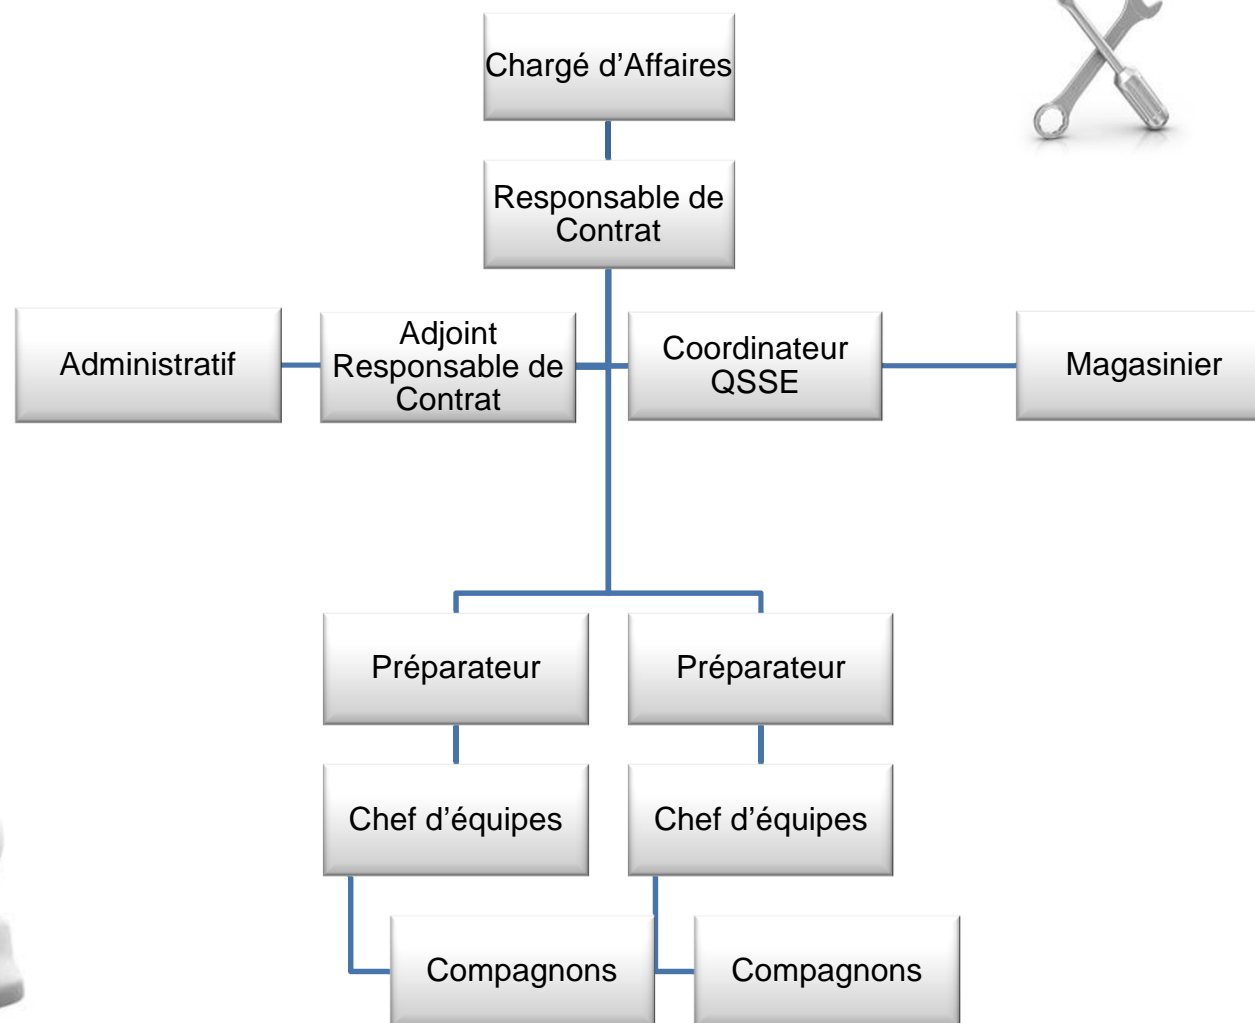 Chargé d’Affaires
Responsable de
Contrat
Administratif
Adjoint
Responsable de
Contrat
Coordinateur
QSSE
Magasinier
Préparateur
Préparateur
Chef d’équipes
Chef d’équipes
Compagnons
Compagnons